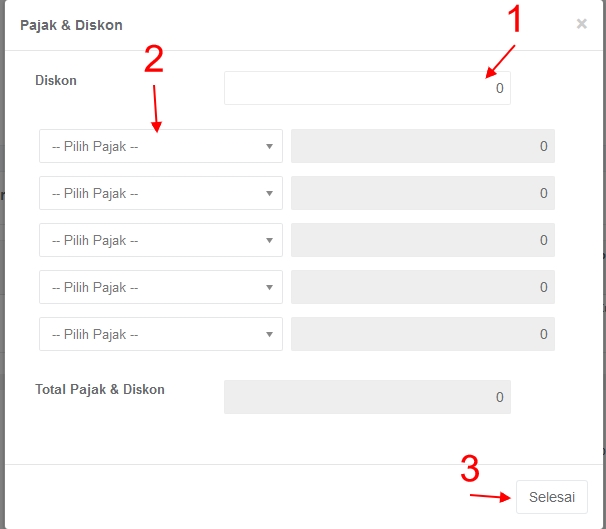 Pajak & Diskon ×
1
2
Diskon 0
-- Pilih Pajak -- 0
-- Pilih Pajak -- 0
-- Pilih Pajak -- 0
-- Pilih Pajak -- 0
-- Pilih Pajak -- 0
Total Pajak & Diskon 0
3
Selesai